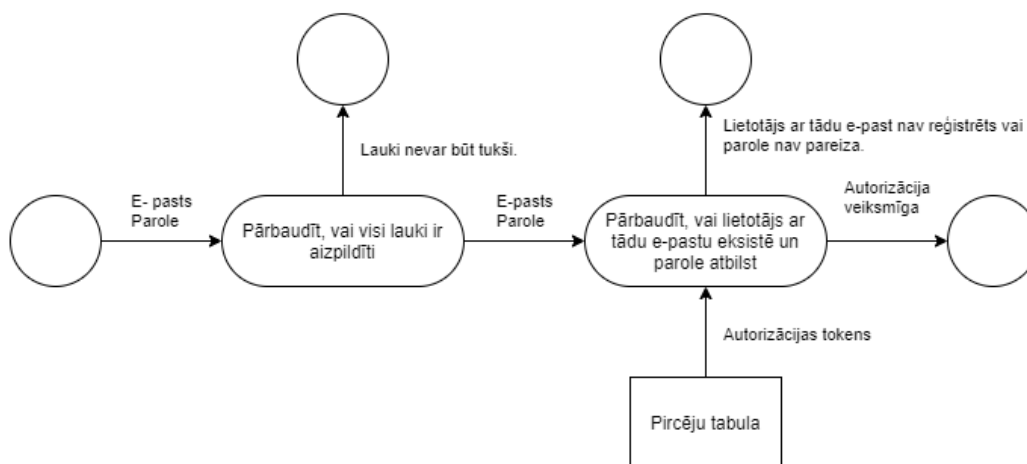 Lauki nevar būt tukši.
Lietotājs ar tādu e-past nav reģistrēts vai
parole nav pareiza.
E- pasts
Parole
Pārbaudīt, vai visi lauki ir
aizpildīti
E-pasts
Parole
Pārbaudīt, vai lietotājs ar
tādu e-pastu eksistē un
parole atbilst
Autorizācija
veiksmīga
Autorizācijas tokens
Pircēju tabula